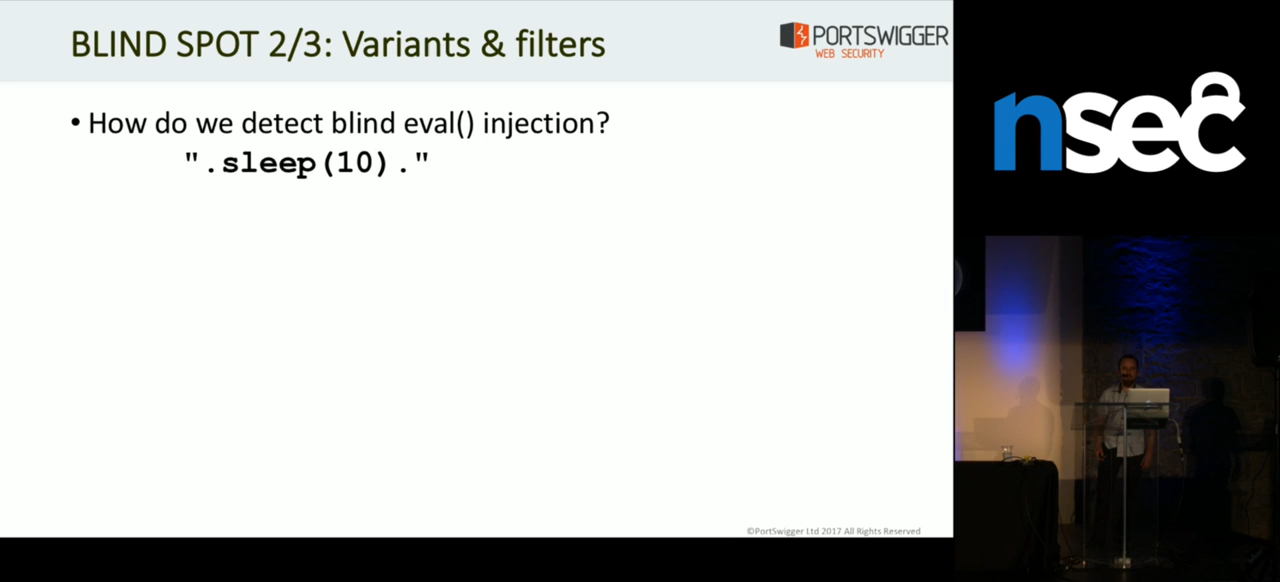 BLIND SPOT 2/3: Variants & filters
PORTSWIGGER
WEB SECURITY
• How do we detect blind eval() injection?
".sleep(10)."
©PortSwigger Ltd 2017 All Rights Reserved
nsec